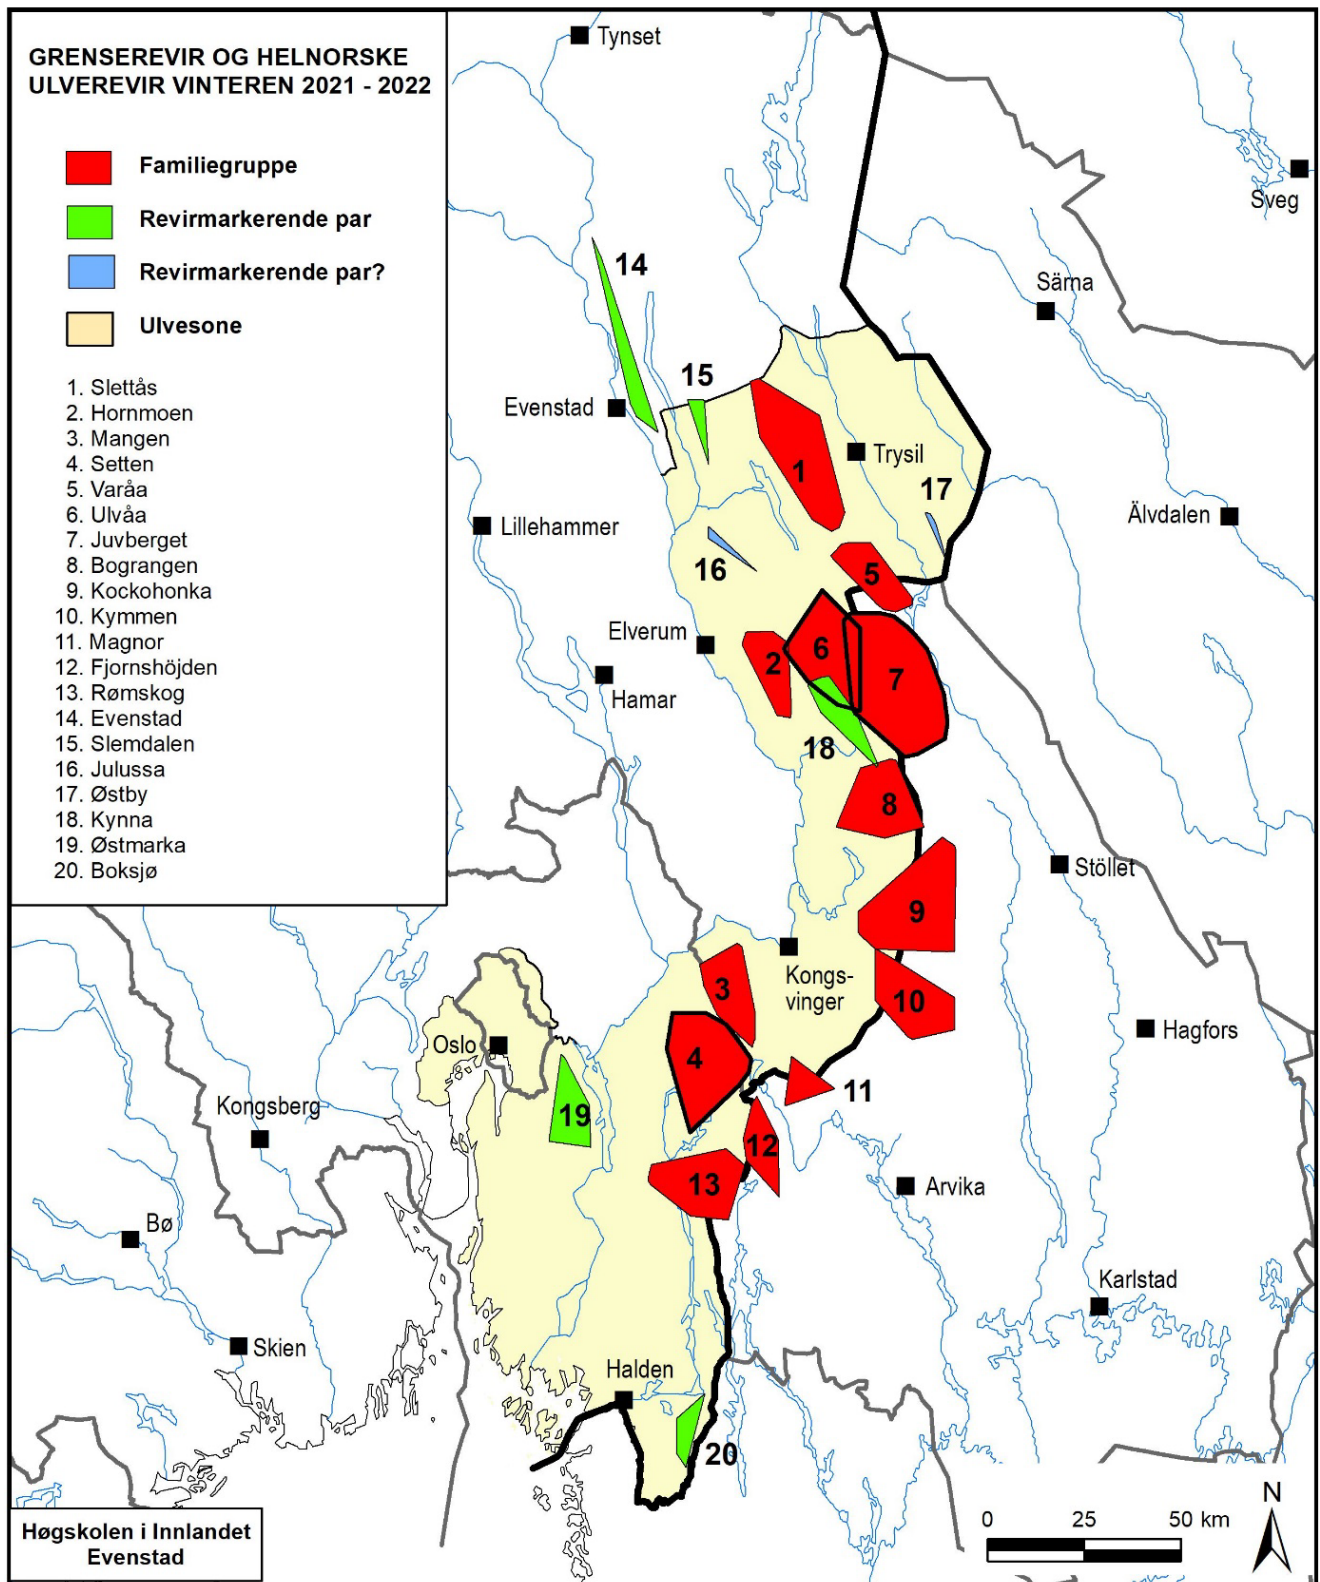 GRENSEREVIR OG HELNORSKE
ULVEREVIR VINTEREN 2021 - 2022
Familiegruppe
Revirmarkerende par
Revirmarkerende par?
Ulvesone
1. Slettås
2. Hornmoen
3. Mangen
4. Setten
5. Varåa
6. Ulvåa
7. Juvberget
8. Bograngen
9. Kockohonka
10. Kymmen
11. Magnor
12. Fjornshöjden
13. Rømskog
14. Evenstad
15. Slemdalen
16. Julussa
17. Østby
18. Kynna
19. Østmarka
20. Boksjø
Tynset
Sveg
14
Särna
15
Evenstad
Trysil
1
17
Älvdalen
Lillehammer
16
5
Elverum
6
2
7
Hamar
18
8
Stöllet
9
Kongs-
vinger
3
10
Hagfors
Oslo
4
11
Kongsberg
19
12
13
Arvika
Bø
Karlstad
Skien
Halden
20
Høgskolen i Innlandet
Evenstad
0 25 50 km
N